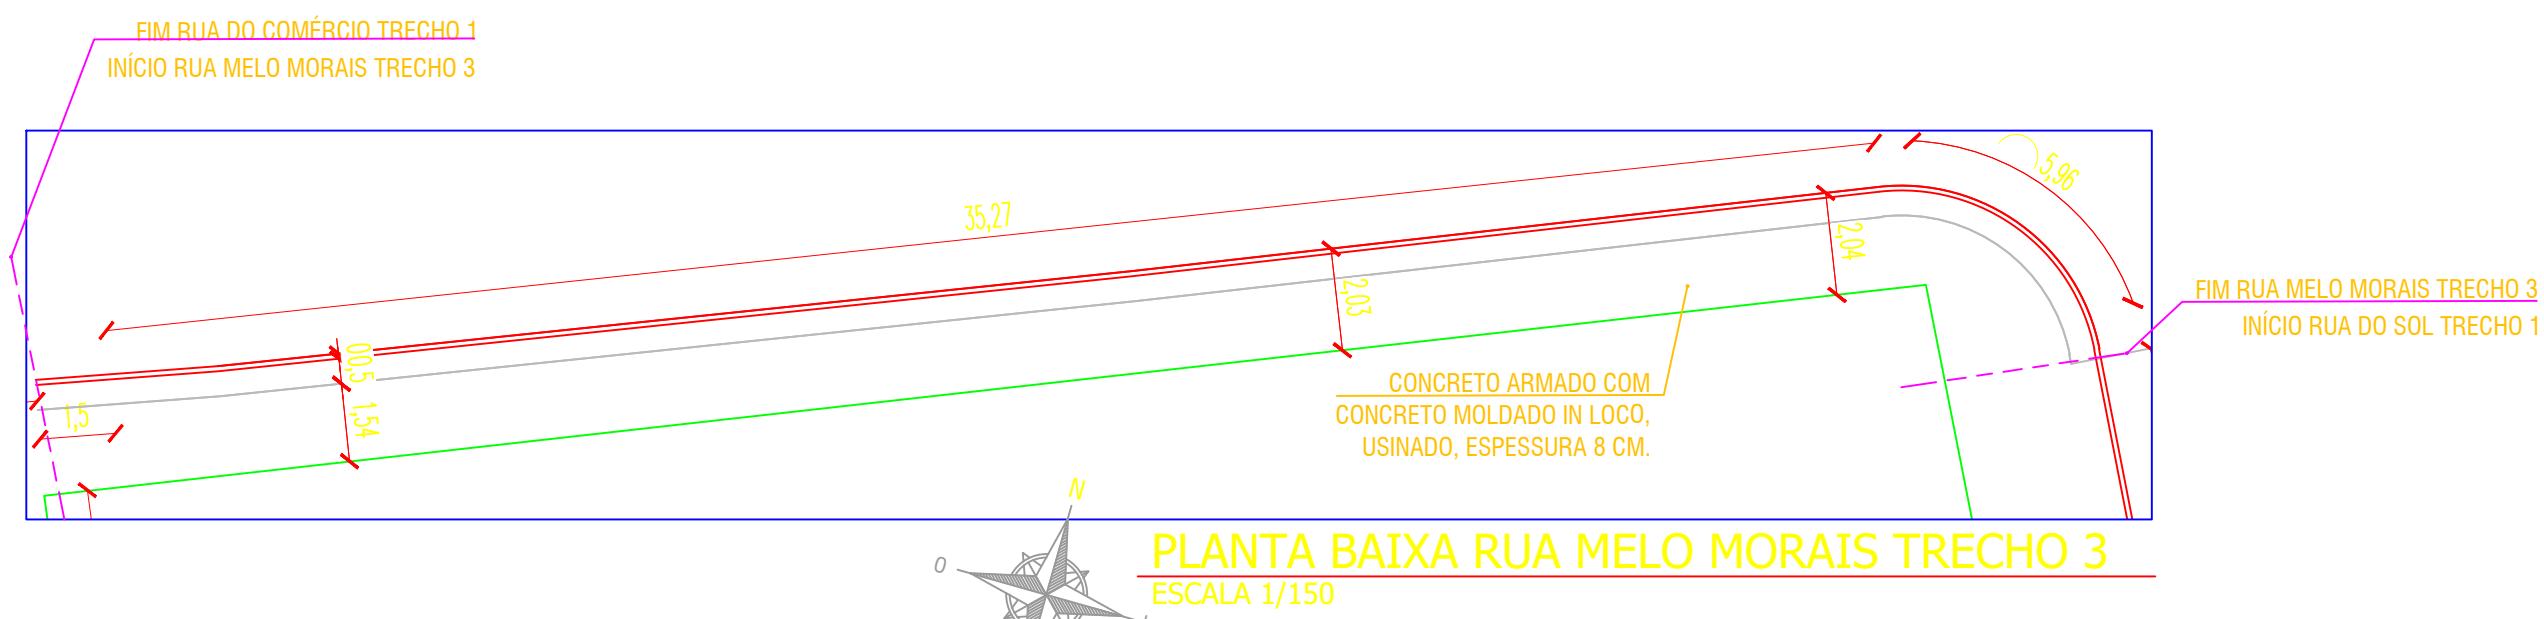 FIM RUA DO COMÉRCIO TRECHO 1
INÍCIO RUA MELO MORAIS TRECHO 3
35,27
5,96
2,04
2,03
00,5
1,54
1,5
FIM RUA MELO MORAIS TRECHO 3
INÍCIO RUA DO SOL TRECHO 1
CONCRETO ARMADO COM
CONCRETO MOLDADO IN LOCO,
USINADO, ESPESSURA 8 CM.
N
O
PLANTA BAIXA RUA MELO MORAIS TRECHO 3
ESCALA 1/150